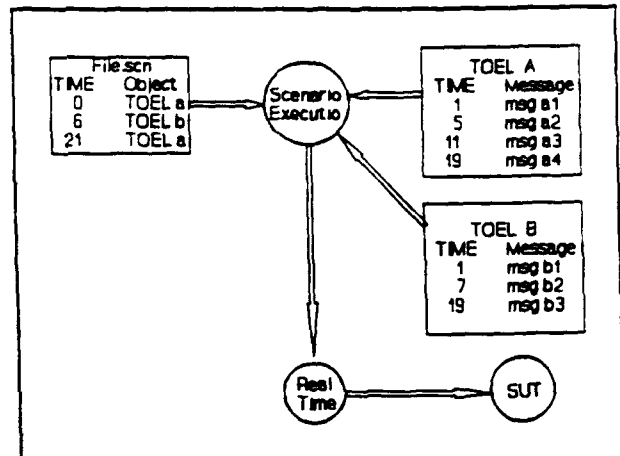 File.scn
TIME Object
0 TOEL a
6 TOEL b
21 TOEL a
Scenario
Executio
TOEL A
TIME Message
1 msg a1
5 msg a2
11 msg a3
19 msg a4
TOEL B
TIME Message
1 msg b1
7 msg b2
19 msg b3
Real
Time
SUT